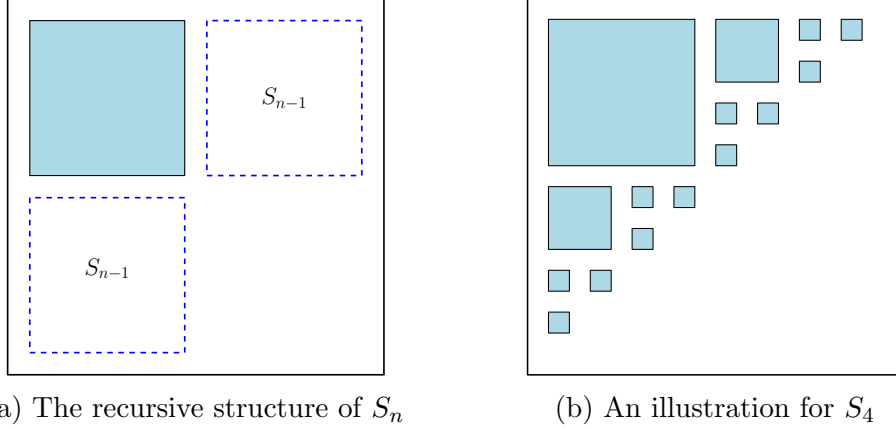 $S_{n-1}$
$S_{n-1}$
a) The recursive structure of $S_n$
(b) An illustration for $S_4$